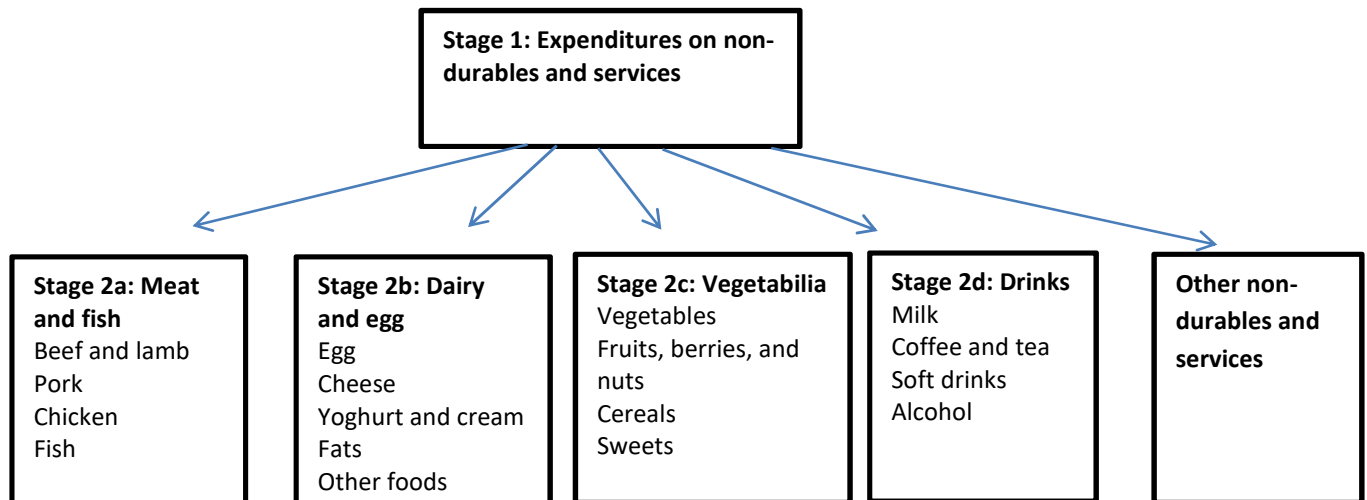 Stage 1: Expenditures on non-
durables and services
Stage 2a: Meat
and fish
Beef and lamb
Pork
Chicken
Fish
Stage 2b: Dairy
and egg
Egg
Cheese
Yoghurt and cream
Fats
Other foods
Stage 2c: Vegetabilia
Vegetables
Fruits, berries, and
nuts
Cereals
Sweets
Stage 2d: Drinks
Milk
Coffee and tea
Soft drinks
Alcohol
Other non-
durables and
services